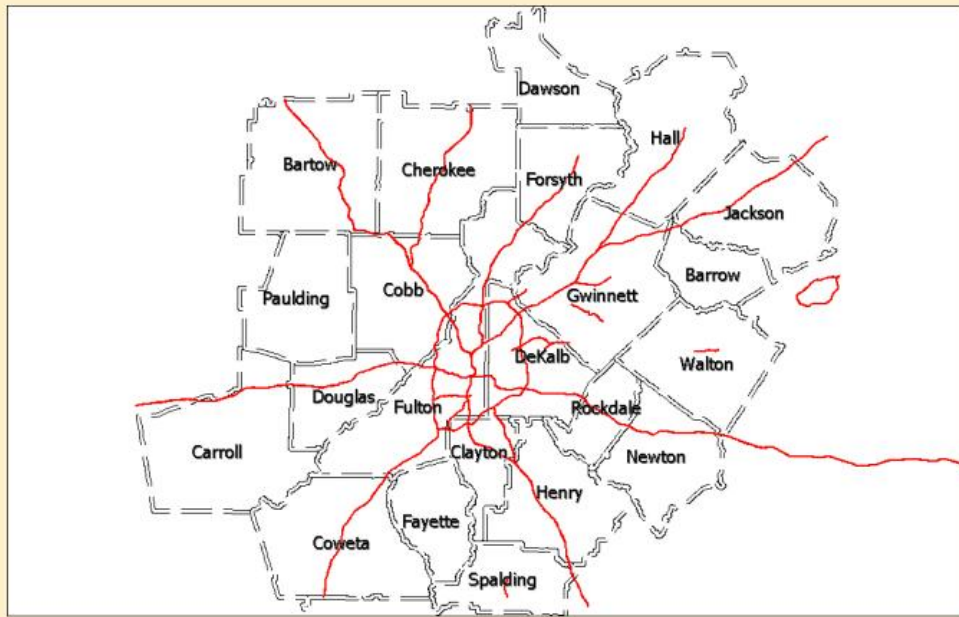 Dawson
Hall
Bartow
Cherokee
Forsyth
Jackson
Barrow
Paulding
Cobb
Gwinnett
DeKalb
Walton
Douglas
Fulton
Rockdale
Carroll
Clayton
Newton
Henry
Fayette
Coweta
Spalding